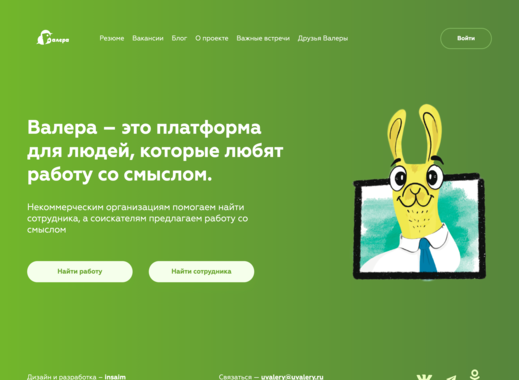 Валера
Резюме Вакансии Блог О проекте Важные встречи Друзья Валеры
Войти
Валера – это платформа
для людей, которые любят
работу со смыслом.
Некоммерческим организациям помогаем найти
сотрудника, а соискателям предлагаем работу со
смыслом
Найти работу
Найти сотрудника
Дизайн и разработка – Insaim
Связаться — uvalery@uvalery.ru